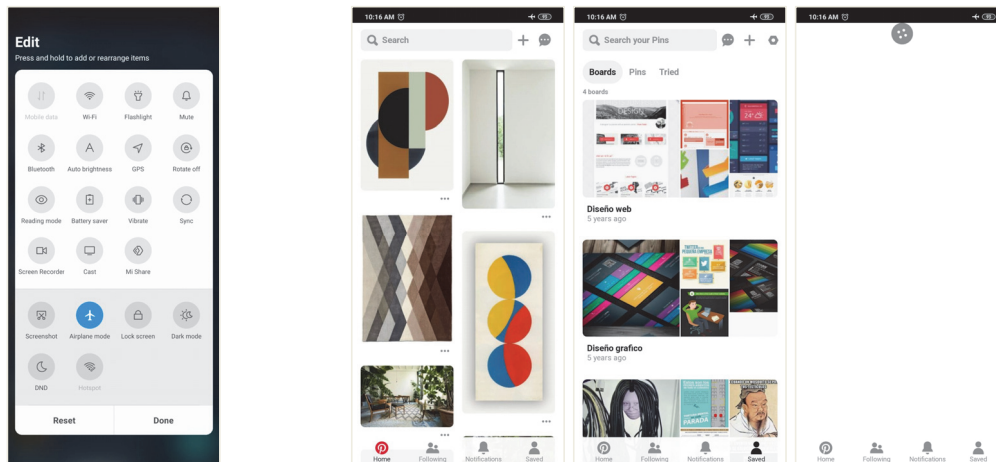 Edit
Press and hold to add or rearrange items
Mobile data Wi-Fi Flashlight Mute
Bluetooth Auto brightness GPS Rotate off
Reading mode Battery saver Vibrate Sync
Screen Recorder Cast Mi Share
Screenshot Airplane mode Lock screen Dark mode
DND Hotspot
Reset Done
10:16 AM
Search
Home Following Notifications Saved
10:16 AM
Search your Pins
Boards Pins Tried
4 boards
Diseño web
5 years ago
Diseño grafico
5 years ago
PARADA
Home Following Notifications Saved
10:16 AM
Home Following Notifications Saved